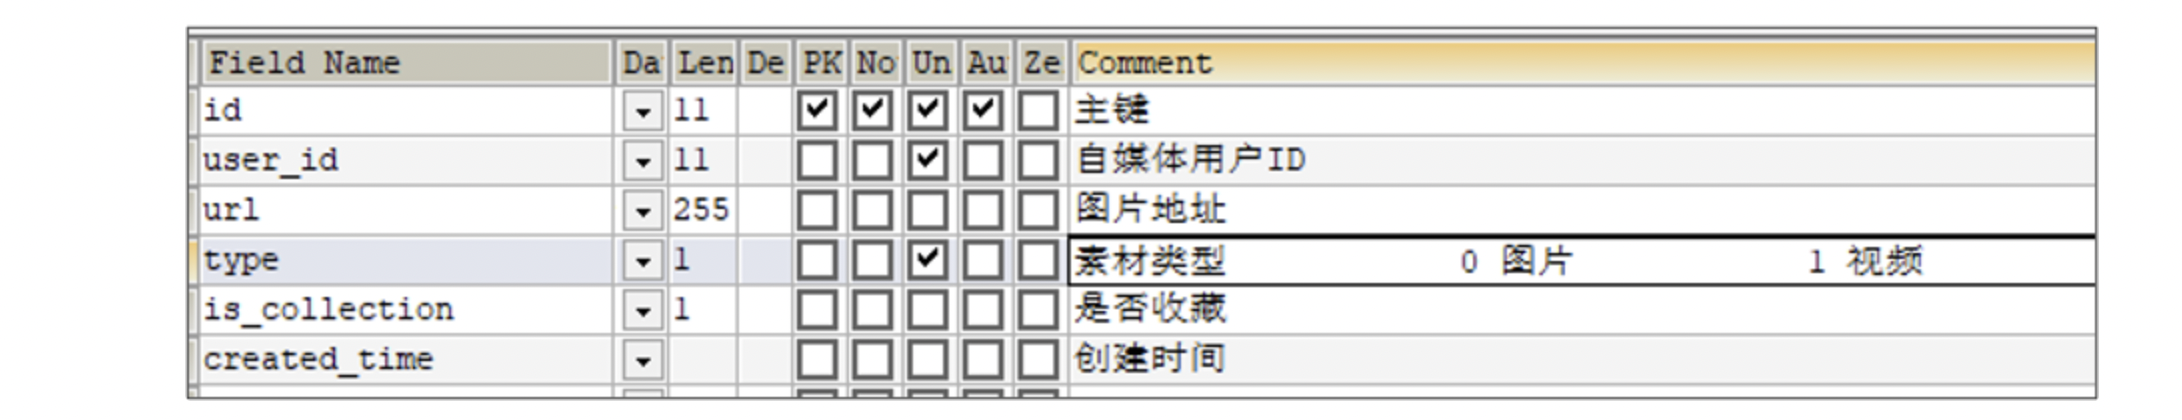 Field Name Da Len De PK No Un Au Ze Comment
id 11 主键
user_id 11 自媒体用户ID
url 255 图片地址
type 1 素材类型 0 图片 1 视频
is_collection 1 是否收藏
created_time 创建时间